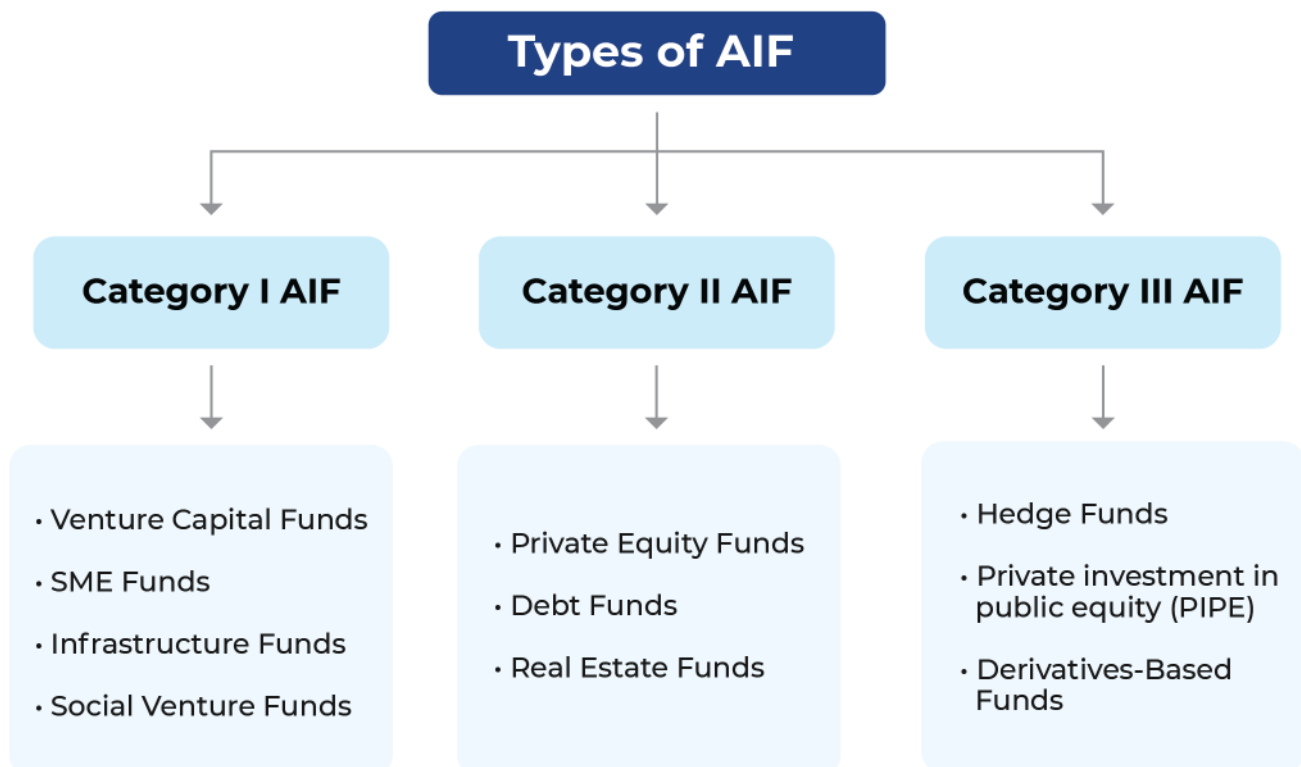 Types of AIF
Category I AIF
Category II AIF
Category III AIF
• Venture Capital Funds
• SME Funds
• Infrastructure Funds
• Social Venture Funds
• Private Equity Funds
• Debt Funds
• Real Estate Funds
• Hedge Funds
• Private investment in
public equity (PIPE)
• Derivatives-Based
Funds